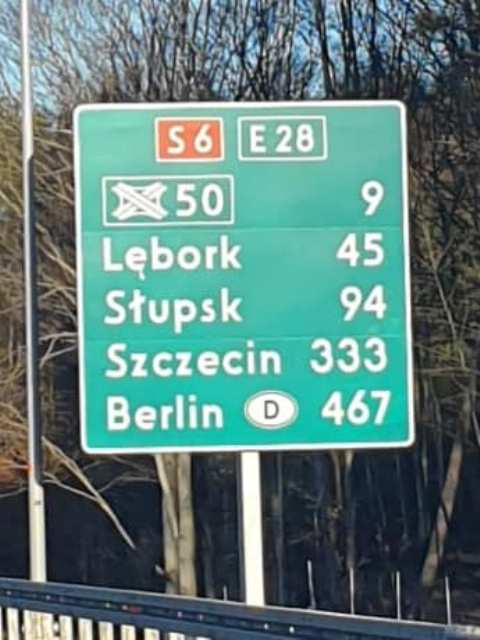 S6 E28
50 9
Lębork 45
Słupsk 94
Szczecin 333
Berlin D 467